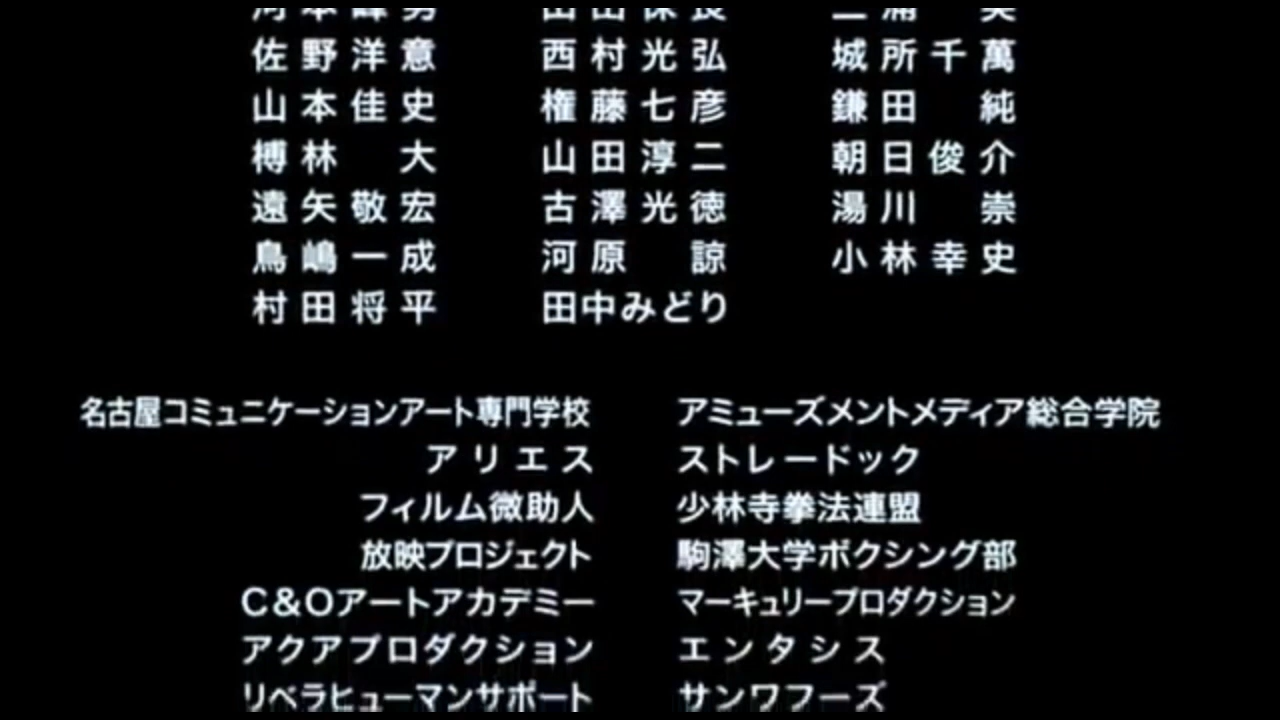 佐野洋意 西村光弘 城所千萬
山本佳史 権藤七彦 鎌田 純
榑林 大 山田淳二 朝日俊介
遠矢敬宏 古澤光徳 湯川 崇
鳥嶋一成 河原 諒 小林幸史
村田将平 田中みどり
名古屋コミュニケーションアート専門学校 アミューズメントメディア総合学院
アリエス ストレードック
フィルム微助人 少林寺拳法連盟
放映プロジェクト 駒澤大学ボクシング部
C&Oアートアカデミー マーキュリープロダクション
アクアプロダクション エンタシス
リベラヒューマンサポート サンワフーズ